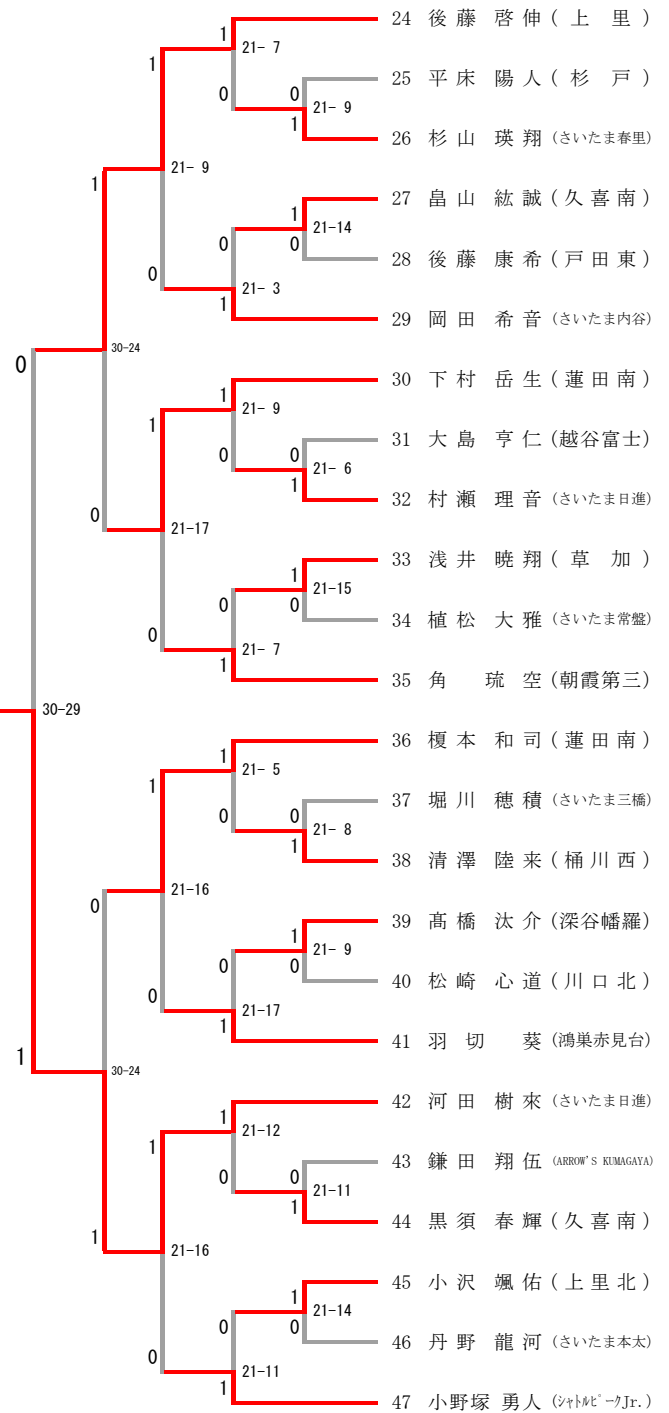 1
24 後藤 啓伸 (上 里)
21- 7
1
25 平床 陽人 (杉 戸)
0
0
21- 9
1
26 杉山 瑛翔 (さいたま春里)
21- 9
1
27 畠山 紘誠 (久喜南)
1
21-14
0
0
28 後藤 康希 (戸田東)
0
21- 3
1
29 岡田 希音 (さいたま内谷)
30-24
0
30 下村 岳生 (蓮田南)
1
21- 9
1
31 大島 亨仁 (越谷富士)
0
0
21- 6
1
32 村瀬 理音 (さいたま日進)
0
21-17
33 浅井 暁翔 (草 加)
1
21-15
0
0
34 植松 大雅 (さいたま常盤)
0
21- 7
1
35 角 琉空 (朝霞第三)
30-29
36 榎本 和司 (蓮田南)
1
21- 5
1
37 堀川 穂積 (さいたま三橋)
0
0
21- 8
1
38 清澤 陸来 (桶川西)
21-16
0
39 髙橋 汰介 (深谷幡羅)
1
21- 9
0
0
40 松崎 心道 (川口北)
0
21-17
1
41 羽切 葵 (鴻巣赤見台)
1
30-24
42 河田 樹來 (さいたま日進)
1
21-12
1
43 鎌田 翔伍 (ARROW'S KUMAGAYA)
0
0
21-11
1
44 黒須 春輝 (久喜南)
1
21-16
45 小沢 颯佑 (上里北)
1
21-14
0
0
46 丹野 龍河 (さいたま本太)
0
21-11
1
47 小野塚 勇人 (ｼｬﾄﾙﾋﾟｰｸJr.)